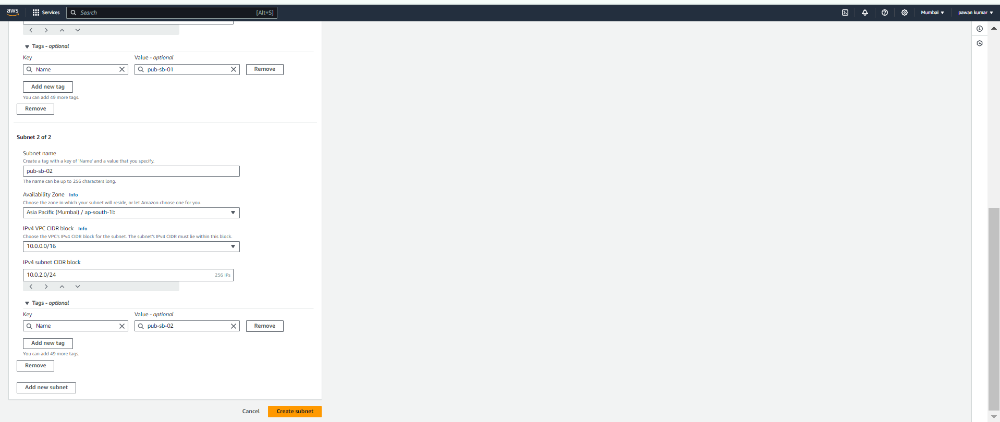 aws Services Search [Alt+S] Mumbai pawan kumar
Tags - optional
Key Value - optional
Name pub-sb-01 Remove
Add new tag
You can add 49 more tags.
Remove
Subnet 2 of 2
Subnet name
Create a tag with a key of 'Name' and a value that you specify.
pub-sb-02
The name can be up to 256 characters long.
Availability Zone Info
Choose the zone in which your subnet will reside, or let Amazon choose one for you.
Asia Pacific (Mumbai) / ap-south-1b
IPv4 VPC CIDR block Info
Choose the VPC's IPv4 CIDR block for the subnet. The subnet's IPv4 CIDR must lie within this block.
10.0.0.0/16
IPv4 subnet CIDR block
10.0.2.0/24 256 IPs
Tags - optional
Key Value - optional
Name pub-sb-02 Remove
Add new tag
You can add 49 more tags.
Remove
Add new subnet
Cancel Create subnet